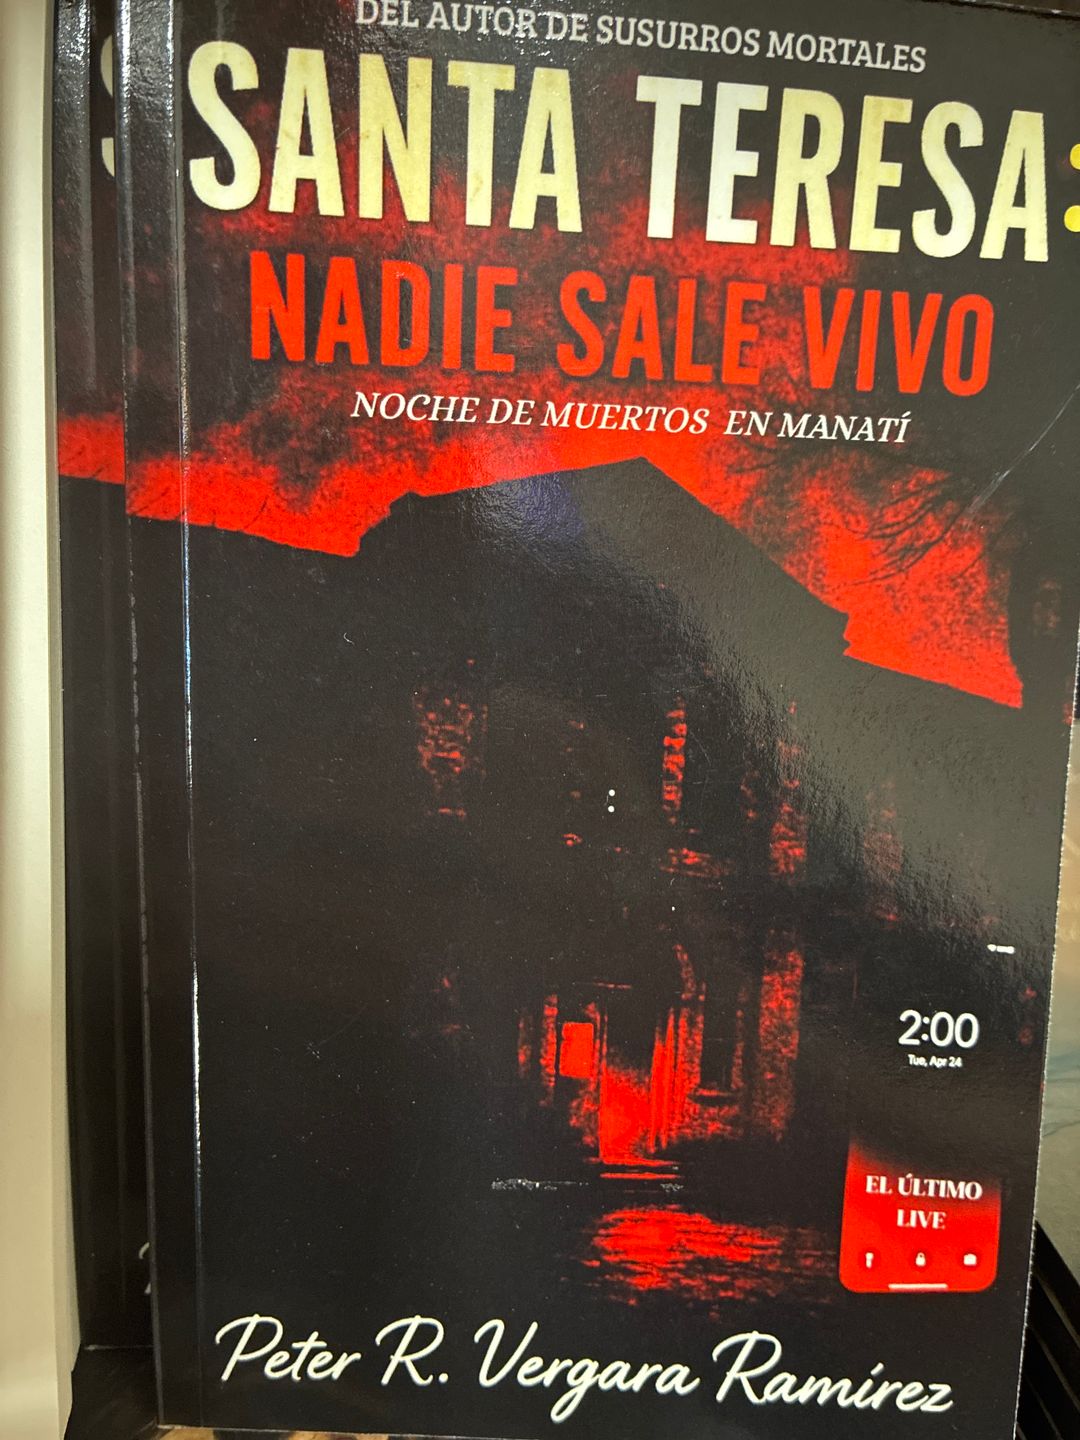 DEL AUTOR DE SUSURROS MORTALES
SANTA TERESA:
NADIE SALE VIVO
NOCHE DE MUERTOS EN MANATÍ
:
2:00
Tue, Apr 24
EL ÚLTIMO
LIVE
Peter R. Vergara Ramírez